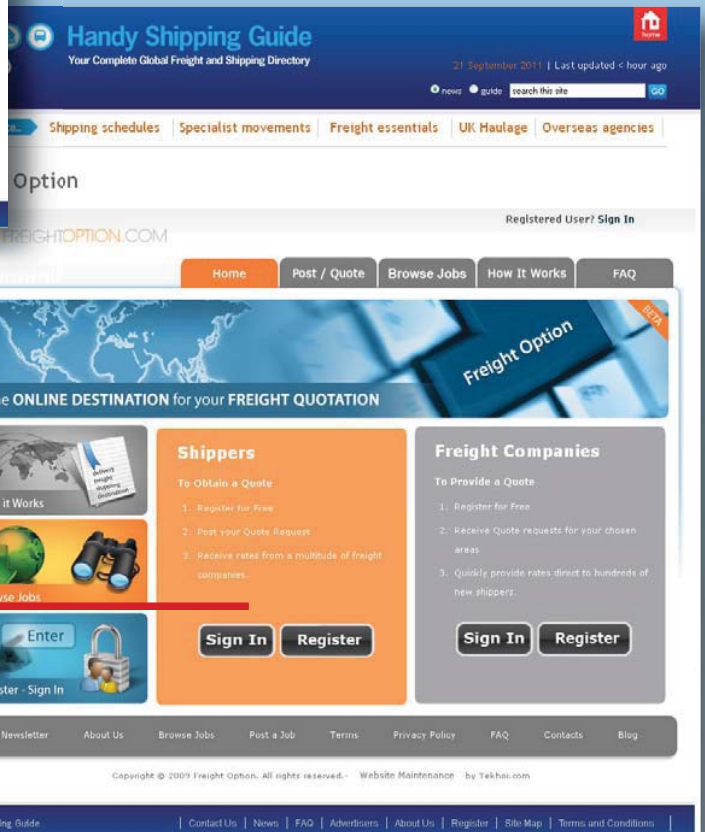 Handy Shipping Guide
Your Complete Global Freight and Shipping Directory
home
21 September 2011 | Last updated < hour ago
news guide search this site GO
Shipping schedules | Specialist movements | Freight essentials | UK Haulage | Overseas agencies |
Option
Registered User? Sign In
FREIGHTOPTION.COM
Home Post / Quote Browse Jobs How It Works FAQ
BETA
Freight Option
ONLINE DESTINATION for your FREIGHT QUOTATION
delivery
freight
shipping
destination
it Works
Jobs
Enter
- Sign In
Shippers
To Obtain a Quote
1. Register for Free
2. Post your Quote Request
3. Receive rates from a multitude of freight
companies.
Sign In Register
Freight Companies
To Provide a Quote
1. Register for Free
2. Receive Quote requests for your chosen
areas
3. Quickly provide rates direct to hundreds of
new shippers.
Sign In Register
Newsletter About Us Browse Jobs Post a Job Terms Privacy Policy FAQ Contacts Blog
Copyright © 2009 Freight Option. All rights reserved.- Website Maintenance by Tekhoi.com
Guide | Contact Us | News | FAQ | Advertisers | About Us | Register | Site Map | Terms and Conditions |